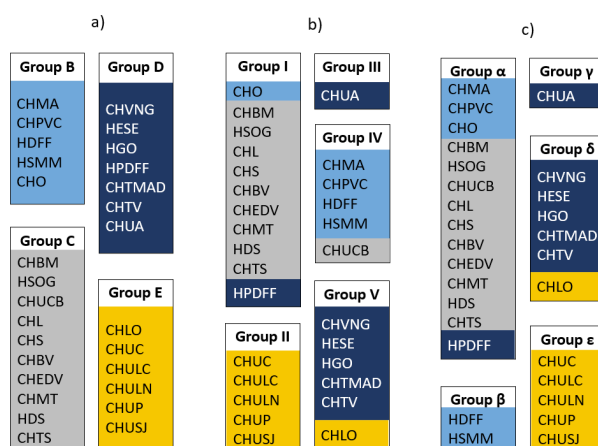 a)
Group B
CHMA
CHPVC
HDFF
HSMM
CHO
Group D
CHVNG
HESE
HGO
HPDFF
CHTMAD
CHTV
CHUA
Group C
CHBM
HSOG
CHUCB
CHL
CHS
CHBV
CHEDV
CHMT
HDS
CHTS
Group E
CHLO
CHUC
CHULC
CHULN
CHUP
CHUSJ
b)
Group I
CHO
CHBM
HSOG
CHL
CHS
CHBV
CHEDV
CHMT
HDS
CHTS
HPDFF
Group II
CHUC
CHULC
CHULN
CHUP
CHUSJ
Group III
CHUA
Group IV
CHMA
CHPVC
HDFF
HSMM
CHUCB
Group V
CHVNG
HESE
HGO
CHTMAD
CHTV
CHLO
c)
Group α
CHMA
CHPVC
CHO
CHBM
HSOG
CHUCB
CHL
CHS
CHBV
CHEDV
CHMT
HDS
CHTS
HPDFF
Group β
HDFF
HSMM
Group γ
CHUA
Group δ
CHVNG
HESE
HGO
CHTMAD
CHTV
CHLO
Group ε
CHUC
CHULC
CHULN
CHUP
CHUSJ